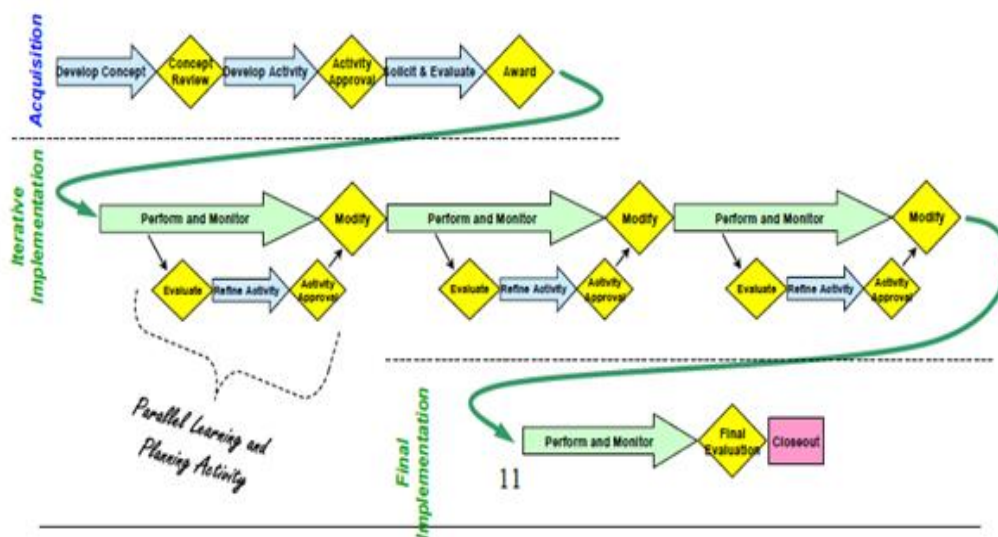 Acquisition
Develop Concept
Concept
Review
Develop Activity
Activity
Approval
Solicit & Evaluate
Award
Iterative
Implementation
Perform and Monitor
Modify
Perform and Monitor
Modify
Perform and Monitor
Modify
Evaluate
Refine Activity
Activity
Approval
Evaluate
Refine Activity
Activity
Approval
Evaluate
Refine Activity
Activity
Approval
Parallel Learning and
Planning Activity
Final
Implementation
Perform and Monitor
Final
Evaluation
Closeout
11